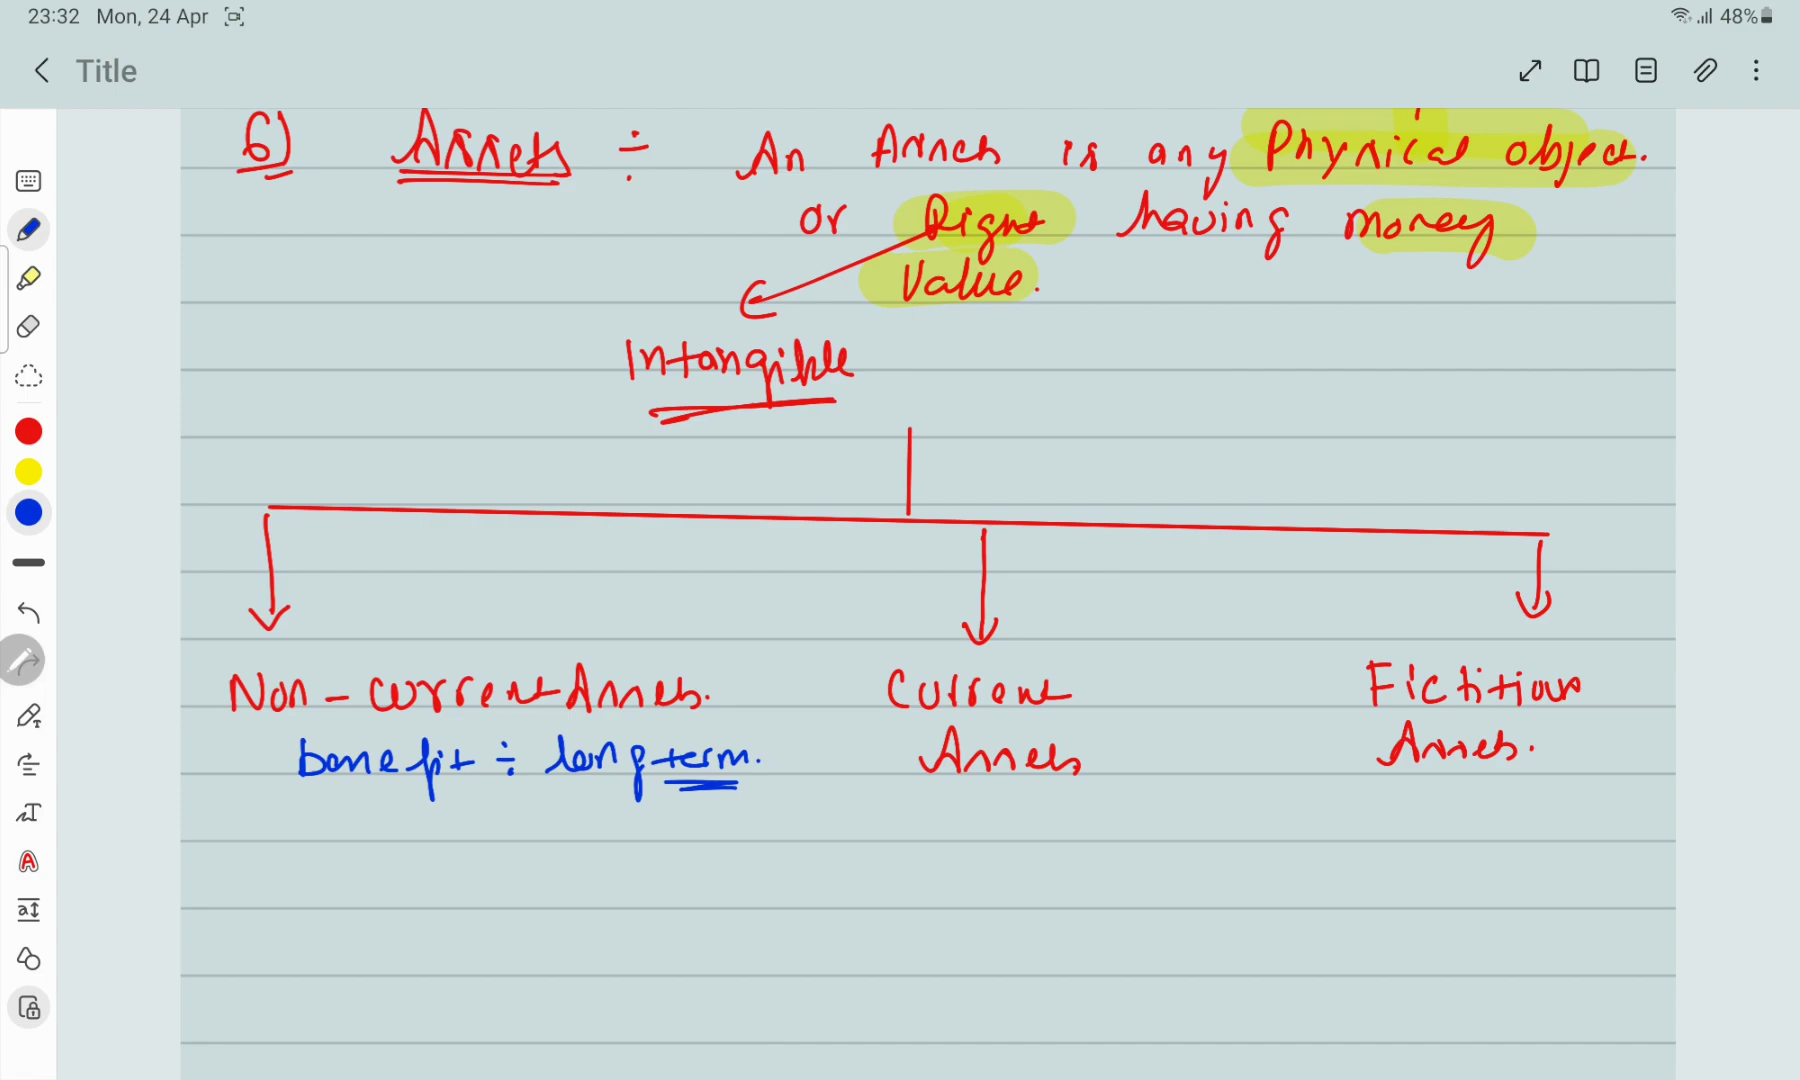 23:32 Mon, 24 Apr 48%
Title
6) Assets ÷ An Assets is any Physical object.
or Right having money
Value.
Intangible
Non-current Assets. Current Fictitious
benefit ÷ long term. Assets Assets.